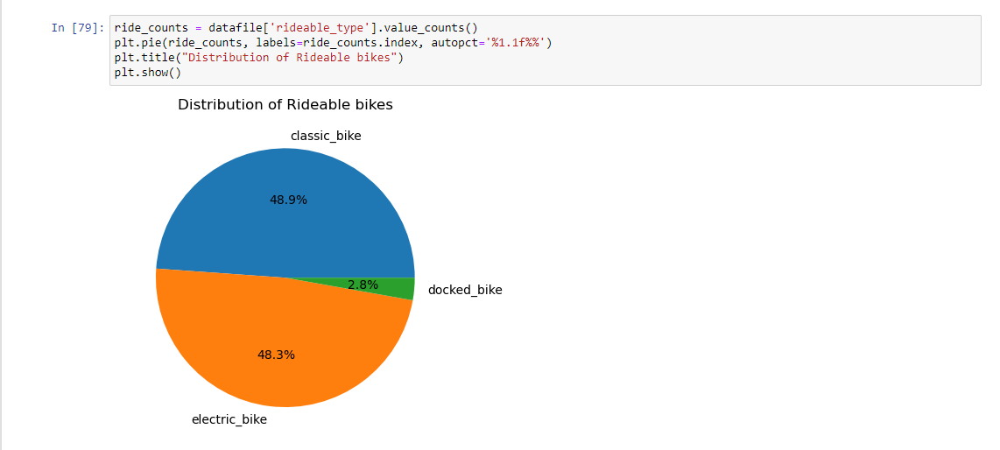 In [79]: ride_counts = datafile['rideable_type'].value_counts()
plt.pie(ride_counts, labels=ride_counts.index, autopct='%1.1f%%')
plt.title("Distribution of Rideable bikes")
plt.show()
Distribution of Rideable bikes
classic_bike
48.9%
2.8%
docked_bike
48.3%
electric_bike